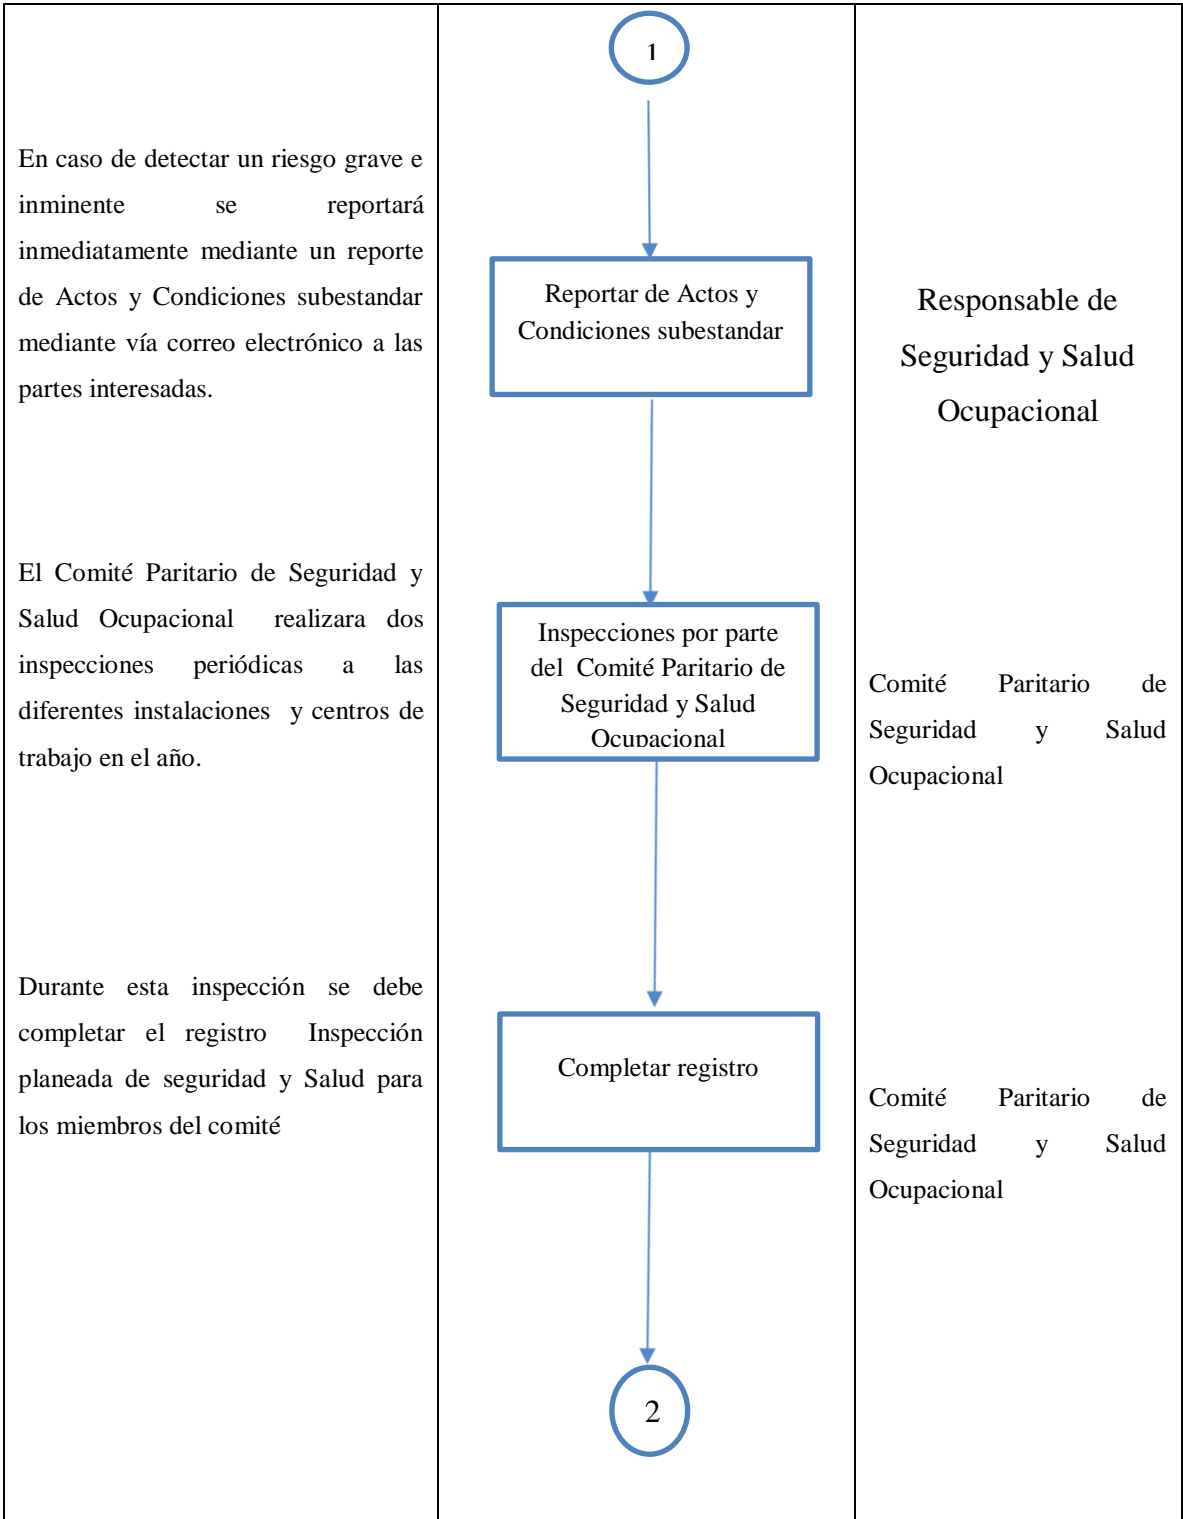 1
En caso de detectar un riesgo grave e
inminente se reportará
inmediatamente mediante un reporte
de Actos y Condiciones subestandar
mediante vía correo electrónico a las
partes interesadas.
Reportar de Actos y
Condiciones subestandar
Responsable de
Seguridad y Salud
Ocupacional
El Comité Paritario de Seguridad y
Salud Ocupacional realizara dos
inspecciones periódicas a las
diferentes instalaciones y centros de
trabajo en el año.
Inspecciones por parte
del Comité Paritario de
Seguridad y Salud
Ocupacional
Comité Paritario de
Seguridad y Salud
Ocupacional
Durante esta inspección se debe
completar el registro Inspección
planeada de seguridad y Salud para
los miembros del comité
Completar registro
Comité Paritario de
Seguridad y Salud
Ocupacional
2